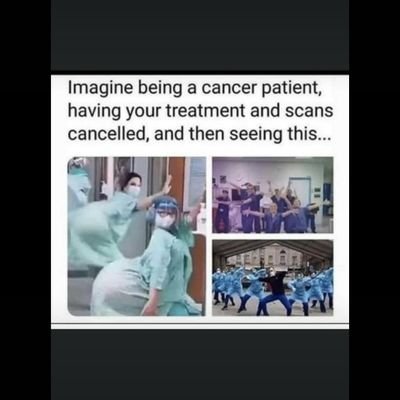 Imagine being a cancer patient,
having your treatment and scans
cancelled, and then seeing this...